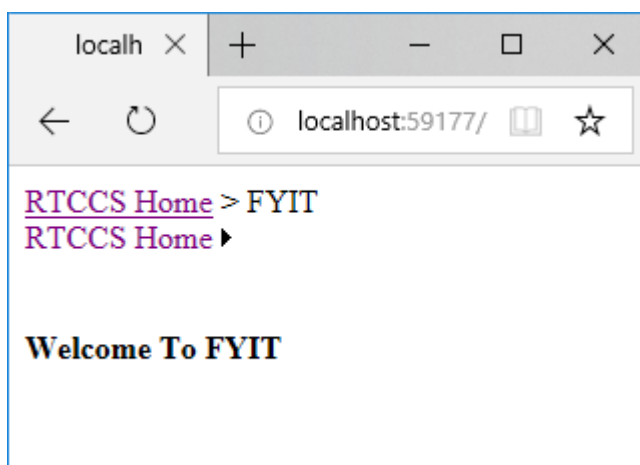 localh
localhost:59177/
RTCCS Home > FYIT
RTCCS Home
Welcome To FYIT